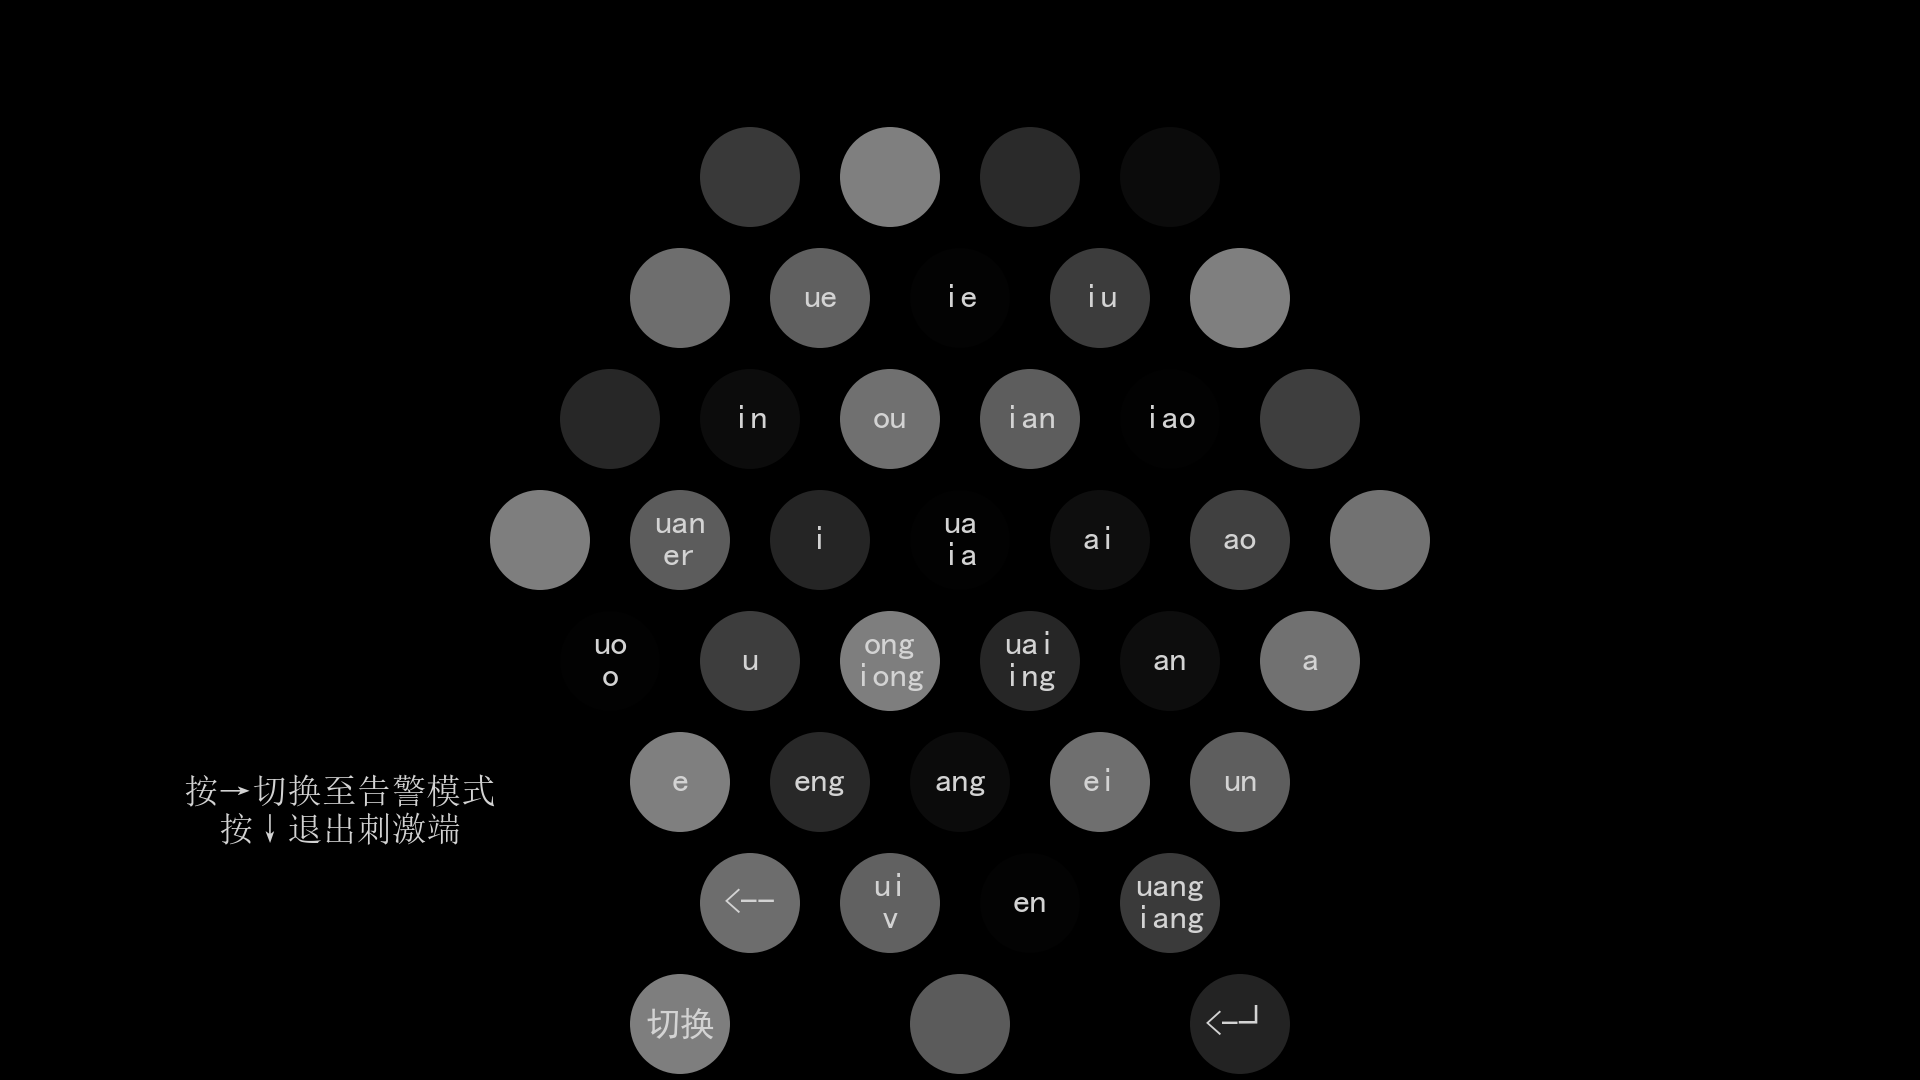 ue
ie
iu
in
ou
ian
iao
uan
er
i
ua
ia
ai
ao
uo
o
u
ong
iong
uai
ing
an
a
e
eng
ang
ei
un
按→切换至告警模式
按↓退出刺激端
<--
ui
v
en
uang
iang
切换
<-┘